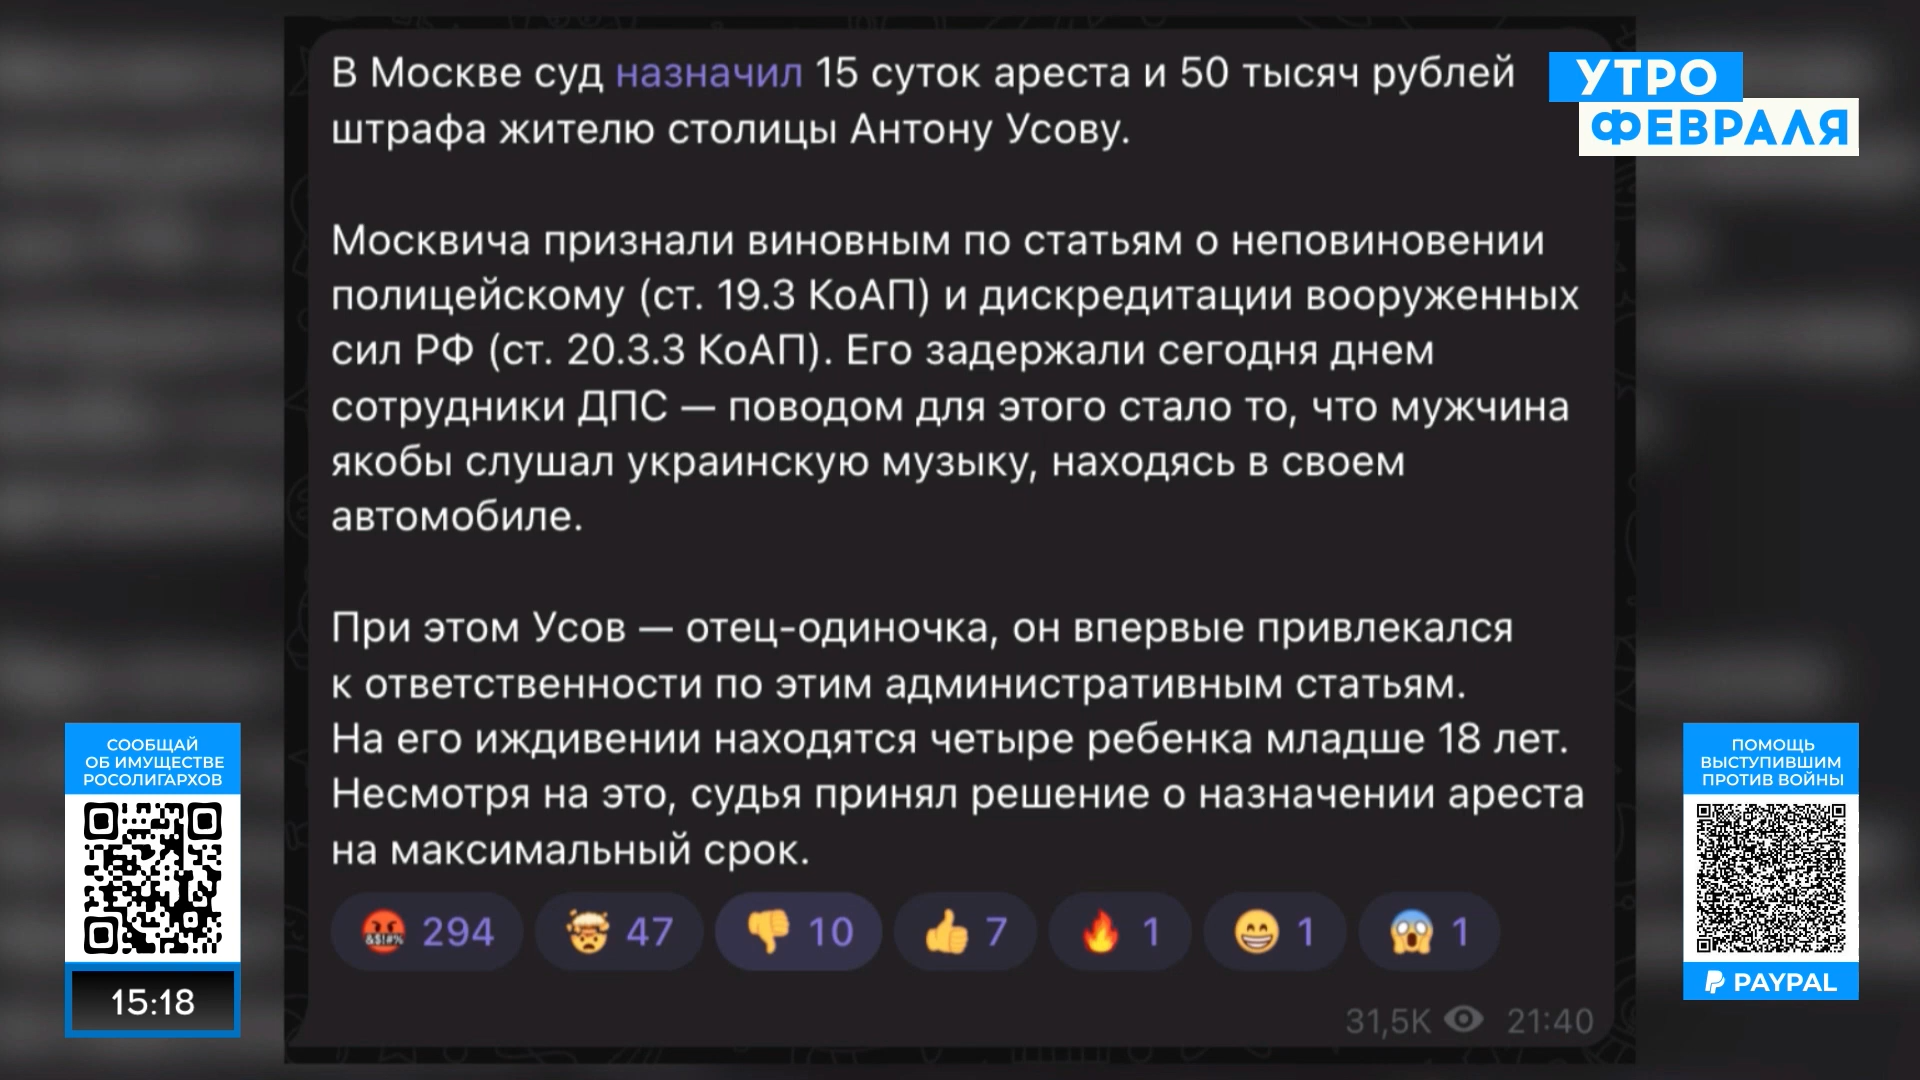 В Москве суд назначил 15 суток ареста и 50 тысяч рублей
штрафа жителю столицы Антону Усову.
УТРО
ФЕВРАЛЯ
Москвича признали виновным по статьям о неповиновении
полицейскому (ст. 19.3 КоАП) и дискредитации вооруженных
сил РФ (ст. 20.3.3 КоАП). Его задержали сегодня днем
сотрудники ДПС — поводом для этого стало то, что мужчина
якобы слушал украинскую музыку, находясь в своем
автомобиле.
При этом Усов — отец-одиночка, он впервые привлекался
к ответственности по этим административным статьям.
На его иждивении находятся четыре ребенка младше 18 лет.
Несмотря на это, судья принял решение о назначении ареста
на максимальный срок.
294 47 10 7 1 1 1
31,5K 21:40
СООБЩАЙ
ОБ ИМУЩЕСТВЕ
РОСОЛИГАРХОВ
15:18
ПОМОЩЬ
ВЫСТУПИВШИМ
ПРОТИВ ВОЙНЫ
PAYPAL